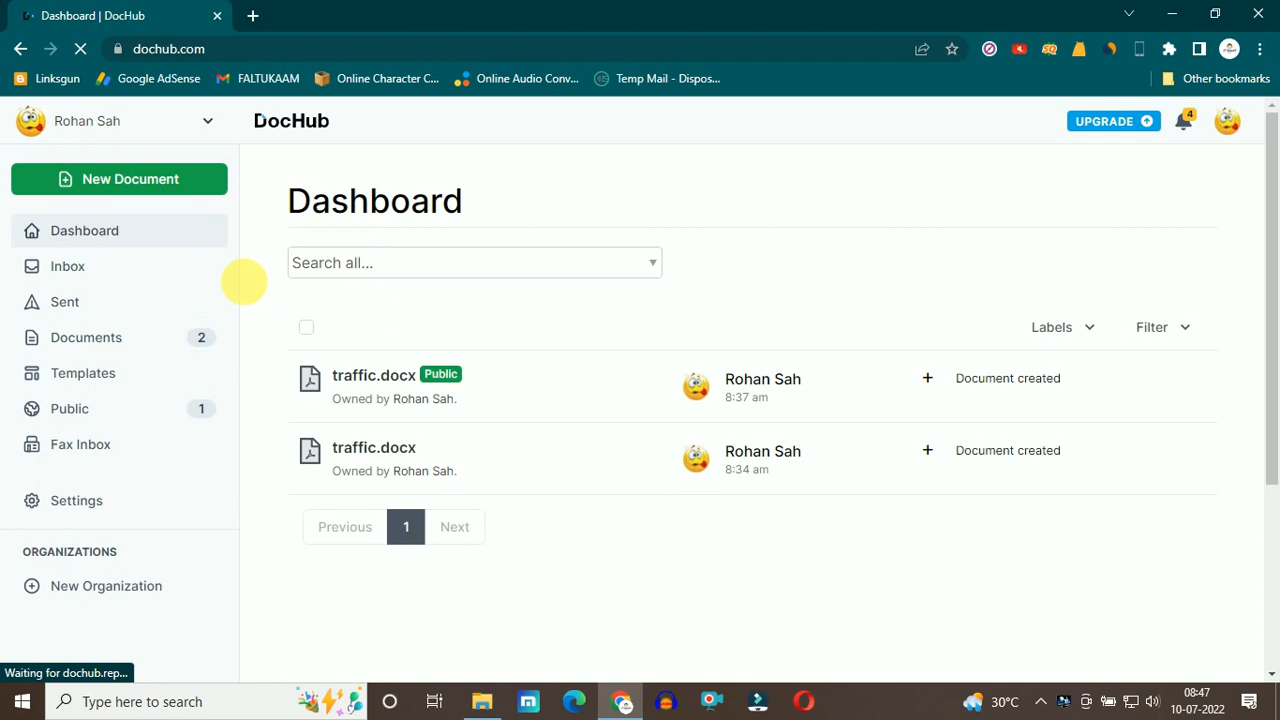 Dashboard | DocHub
dochub.com
Linksgun
Google AdSense
FALTUKAAM
Online Character C...
Online Audio Conv...
Temp Mail - Dispos...
Other bookmarks
Rohan Sah
DocHub
UPGRADE
4
New Document
Dashboard
Inbox
Sent
Documents 2
Templates
Public 1
Fax Inbox
Settings
ORGANIZATIONS
New Organization
Dashboard
Search all...
Labels
Filter
traffic.docx Public
Owned by Rohan Sah.
Rohan Sah
8:37 am
+ Document created
traffic.docx
Owned by Rohan Sah.
Rohan Sah
8:34 am
+ Document created
Previous 1 Next
Waiting for dochub.rep...
Type here to search
30°C
08:47
10-07-2022